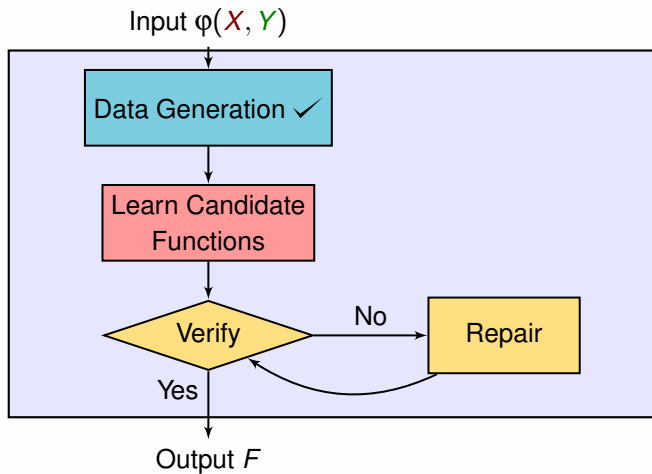 Input φ(X, Y)
Data Generation ✓
Learn Candidate
Functions
Verify
No
Repair
Yes
Output F